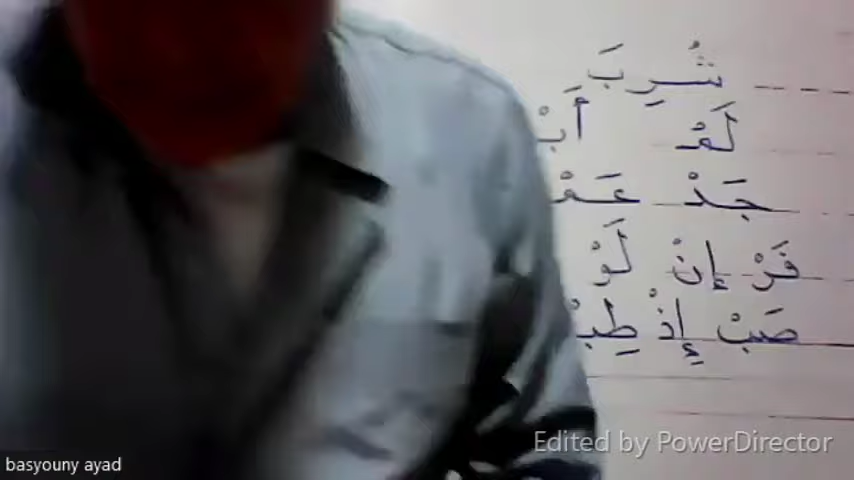 شُرِبَ
لَمْ أَبْ
جَدْ عَمْ
فَرْ إِنْ لَوْ
صَبْ إِذْ طِبْ
Edited by PowerDirector
basyouny ayad